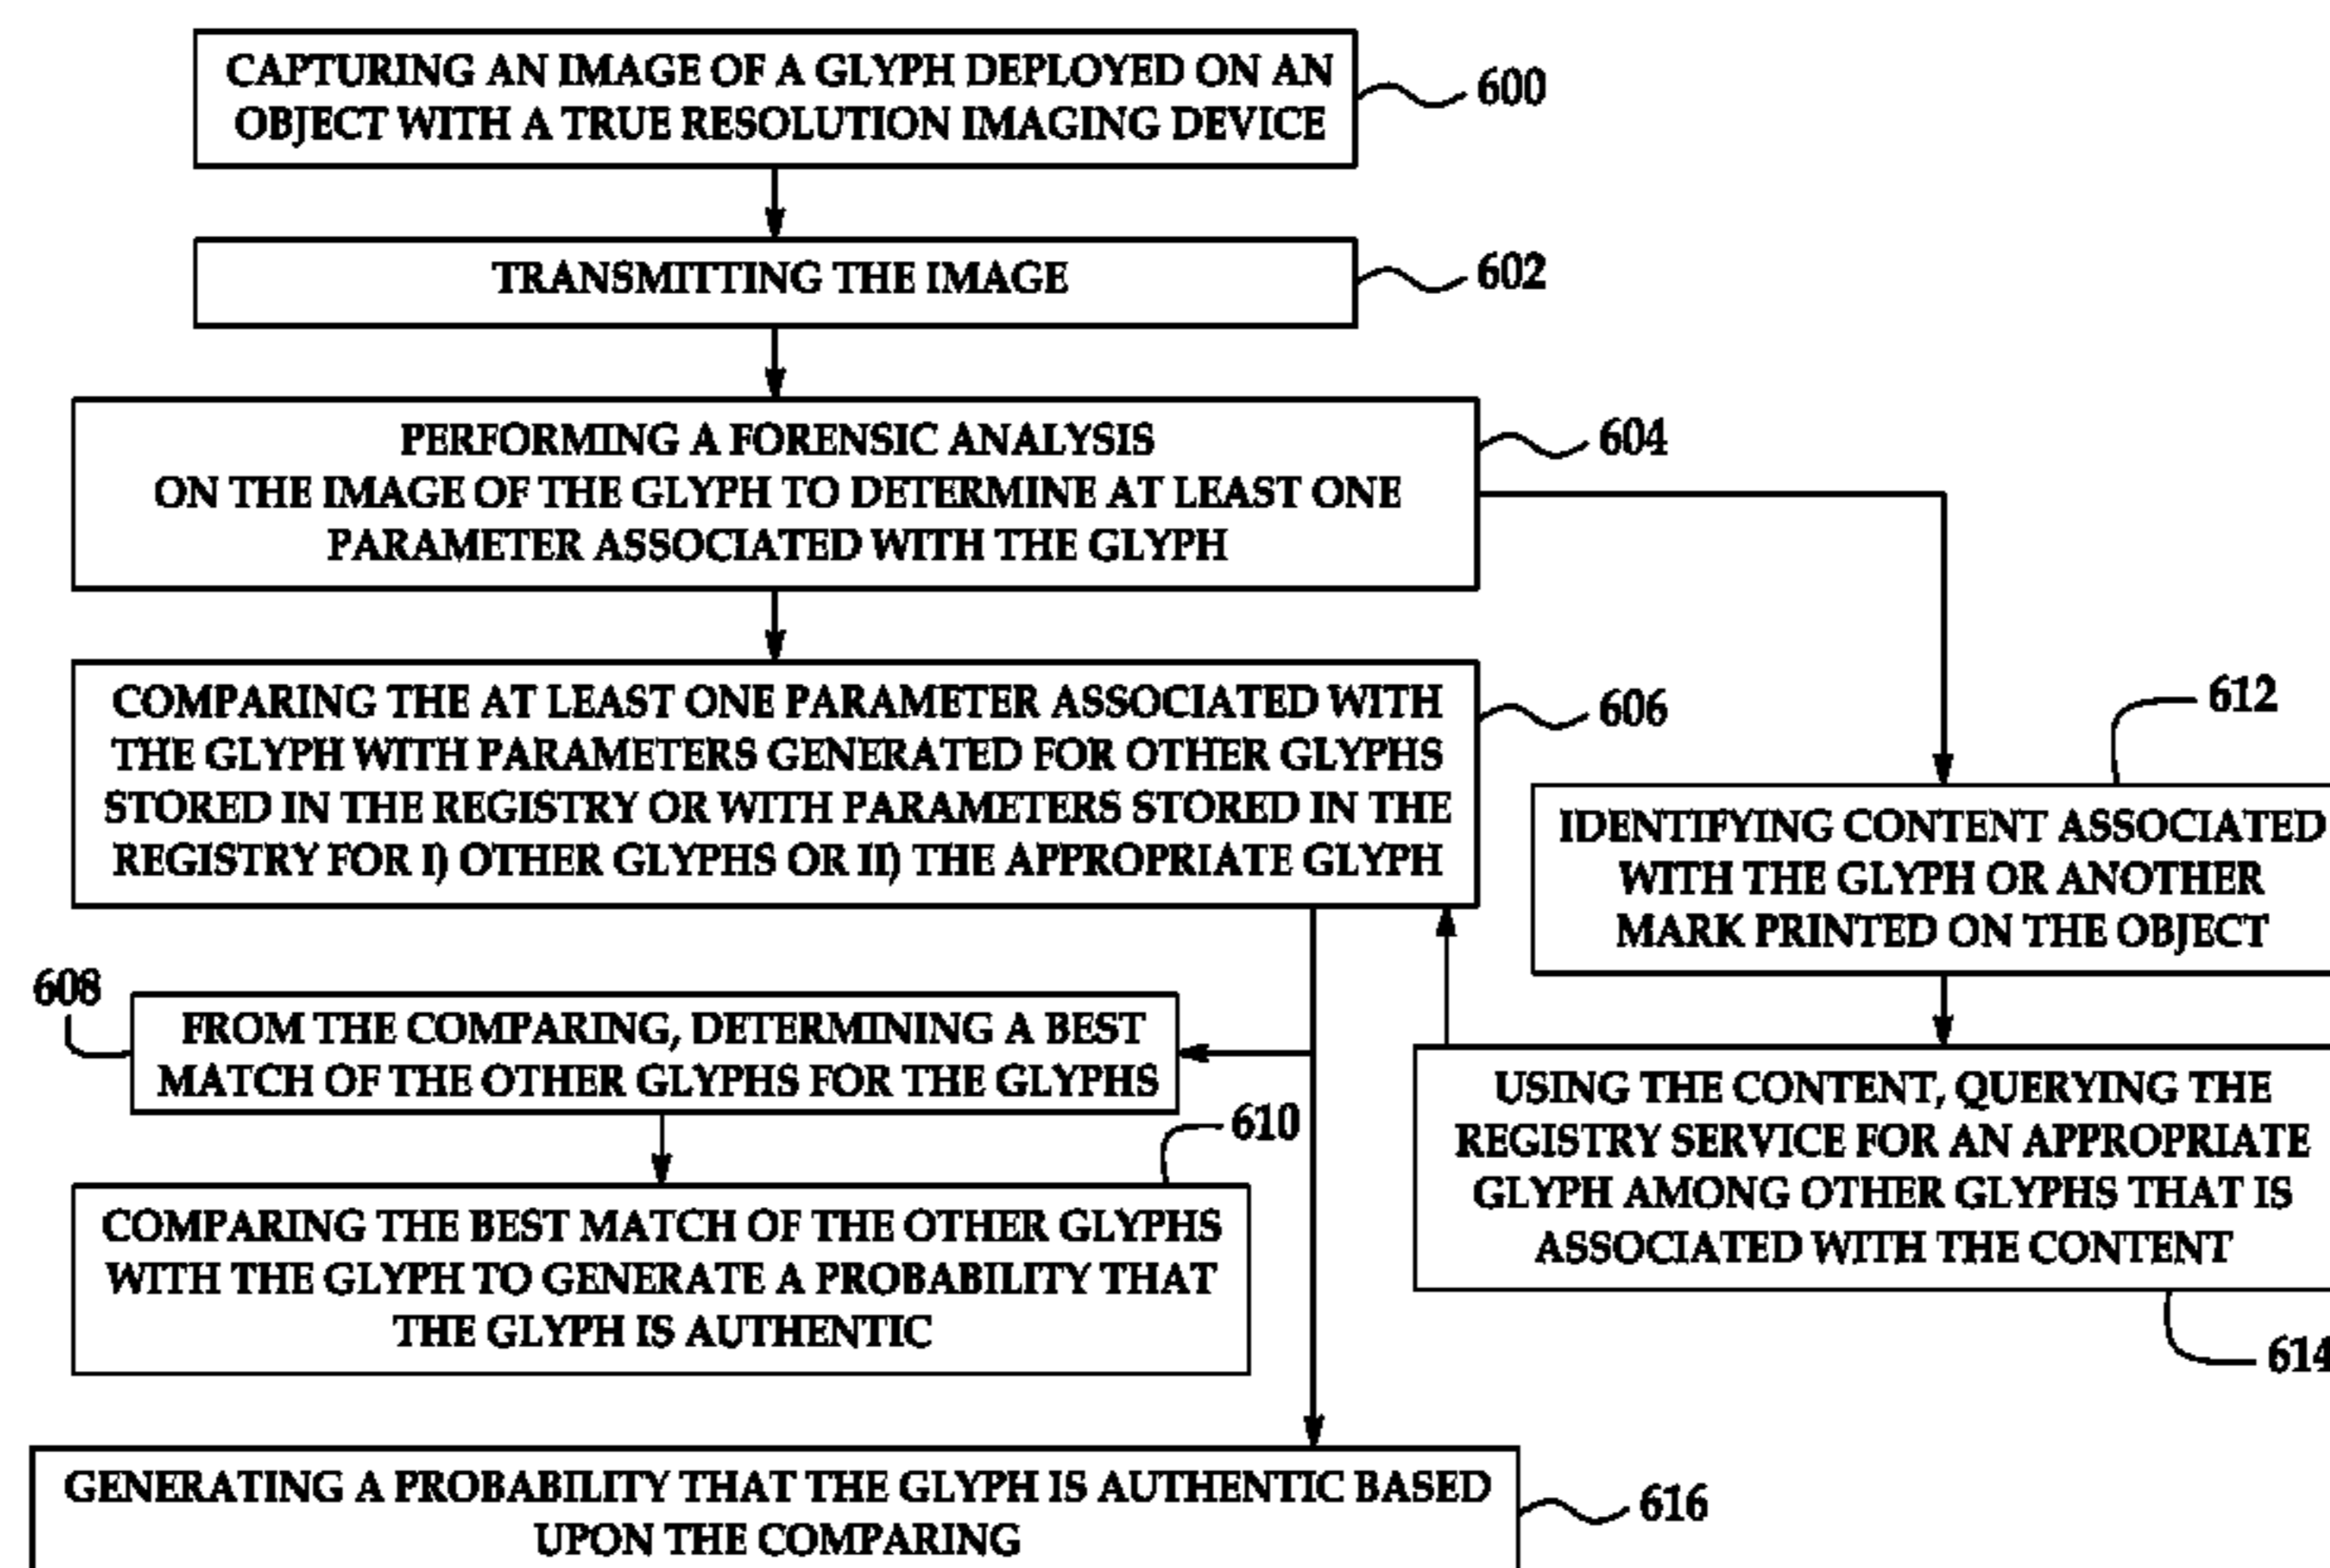 CAPTURING AN IMAGE OF A GLYPH DEPLOYED ON AN
OBJECT WITH A TRUE RESOLUTION IMAGING DEVICE
600
TRANSMITTING THE IMAGE
602
PERFORMING A FORENSIC ANALYSIS
ON THE IMAGE OF THE GLYPH TO DETERMINE AT LEAST ONE
PARAMETER ASSOCIATED WITH THE GLYPH
604
COMPARING THE AT LEAST ONE PARAMETER ASSOCIATED WITH
THE GLYPH WITH PARAMETERS GENERATED FOR OTHER GLYPHS
STORED IN THE REGISTRY OR WITH PARAMETERS STORED IN THE
REGISTRY FOR I) OTHER GLYPHS OR II) THE APPROPRIATE GLYPH
606
612
IDENTIFYING CONTENT ASSOCIATED
WITH THE GLYPH OR ANOTHER
MARK PRINTED ON THE OBJECT
608
FROM THE COMPARING, DETERMINING A BEST
MATCH OF THE OTHER GLYPHS FOR THE GLYPHS
610
COMPARING THE BEST MATCH OF THE OTHER GLYPHS
WITH THE GLYPH TO GENERATE A PROBABILITY THAT
THE GLYPH IS AUTHENTIC
USING THE CONTENT, QUERYING THE
REGISTRY SERVICE FOR AN APPROPRIATE
GLYPH AMONG OTHER GLYPHS THAT IS
ASSOCIATED WITH THE CONTENT
614
GENERATING A PROBABILITY THAT THE GLYPH IS AUTHENTIC BASED
UPON THE COMPARING
616